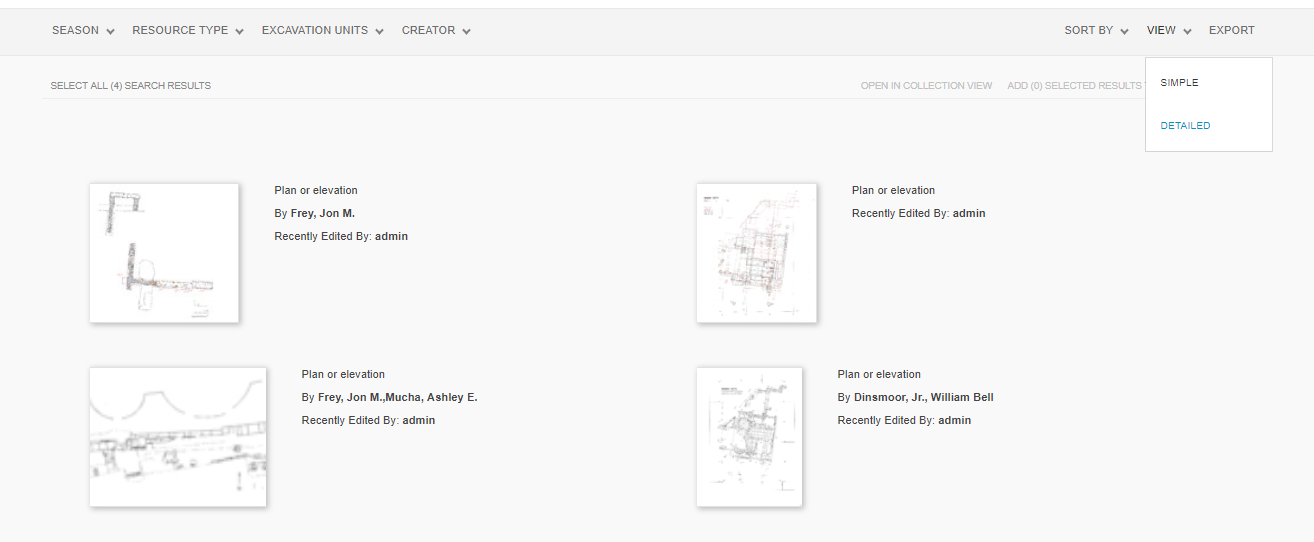 SEASON RESOURCE TYPE EXCAVATION UNITS CREATOR SORT BY VIEW EXPORT
SELECT ALL (4) SEARCH RESULTS OPEN IN COLLECTION VIEW ADD (0) SELECTED RESULTS
SIMPLE
DETAILED
Plan or elevation
By Frey, Jon M.
Recently Edited By: admin
Plan or elevation
Recently Edited By: admin
Plan or elevation
By Frey, Jon M.,Mucha, Ashley E.
Recently Edited By: admin
Plan or elevation
By Dinsmoor, Jr., William Bell
Recently Edited By: admin